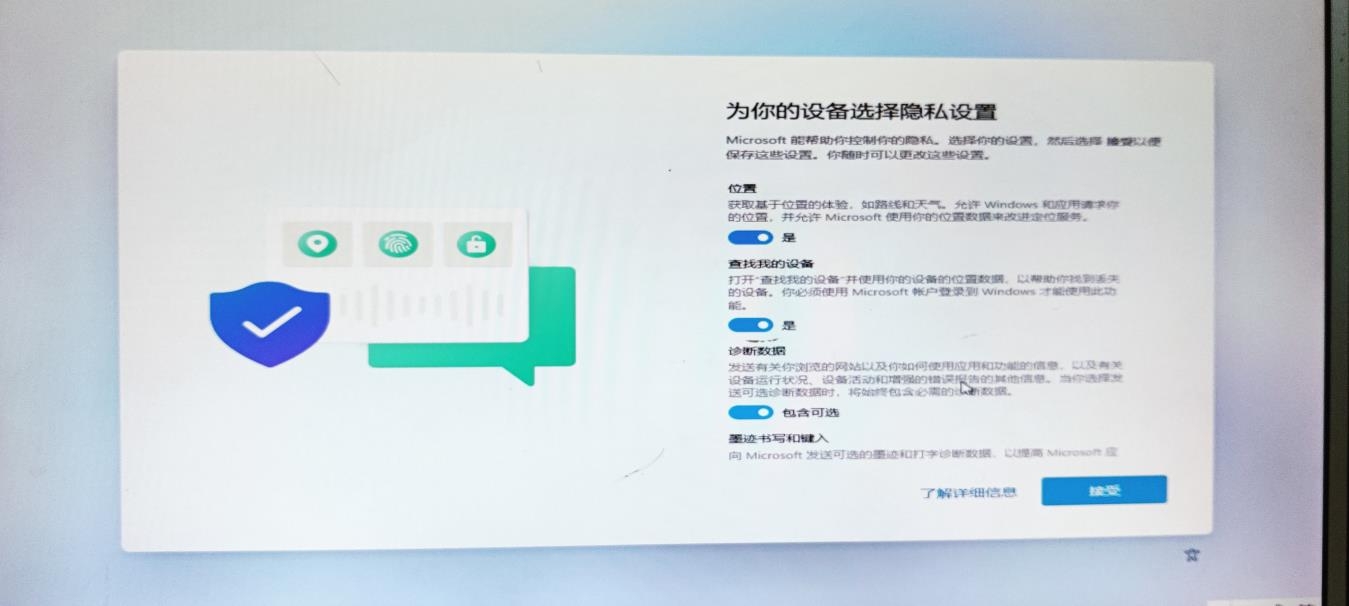 为你的设备选择隐私设置
Microsoft 能帮助你控制你的隐私。选择你的设置，然后选择 接受以便
保存这些设置。你随时可以更改这些设置。
位置
获取基于位置的体验，如路线和天气。允许 Windows 和应用请求你
的位置，并允许 Microsoft 使用你的位置数据来改进定位服务。
是
查找我的设备
打开“查找我的设备”并使用你的设备的位置数据，以帮助你找到丢失
的设备。你必须使用 Microsoft 帐户登录到 Windows 才能使用此功
能。
是
诊断数据
发送有关你浏览的网站以及你如何使用应用和功能的信息，以及有关
设备运行状况、设备活动和增强的错误报告的其他信息。当你选择发
送可选诊断数据时，将始终包含必需的诊断数据。
包含可选
墨迹书写和键入
向 Microsoft 发送可选的墨迹和打字诊断数据，以提高 Microsoft 应
了解详细信息
接受